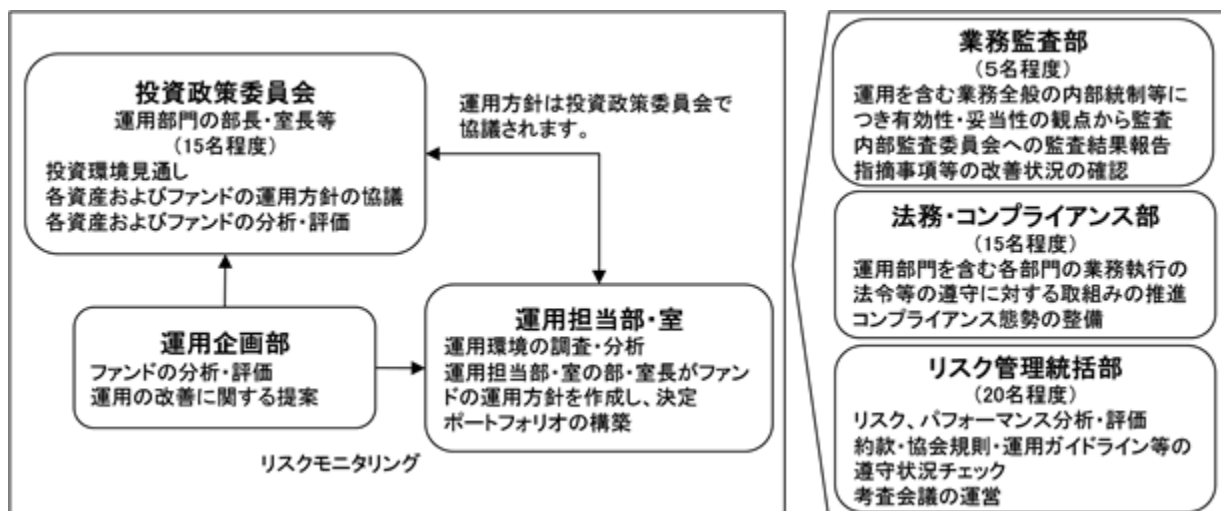 投資政策委員会
運用部門の部長・室長等
(15名程度)
投資環境見通し
各資産およびファンドの運用方針の協議
各資産およびファンドの分析・評価
運用方針は投資政策委員会で
協議されます。
運用企画部
ファンドの分析・評価
運用の改善に関する提案
運用担当部・室
運用環境の調査・分析
運用担当部・室の部・室長がファン
ドの運用方針を作成し、決定
ポートフォリオの構築
リスクモニタリング
業務監査部
(5名程度)
運用を含む業務全般の内部統制等に
つき有効性・妥当性の観点から監査
内部監査委員会への監査結果報告
指摘事項等の改善状況の確認
法務・コンプライアンス部
(15名程度)
運用部門を含む各部門の業務執行の
法令等の遵守に対する取組みの推進
コンプライアンス態勢の整備
リスク管理統括部
(20名程度)
リスク、パフォーマンス分析・評価
約款・協会規則・運用ガイドライン等の
遵守状況チェック
考査会議の運営